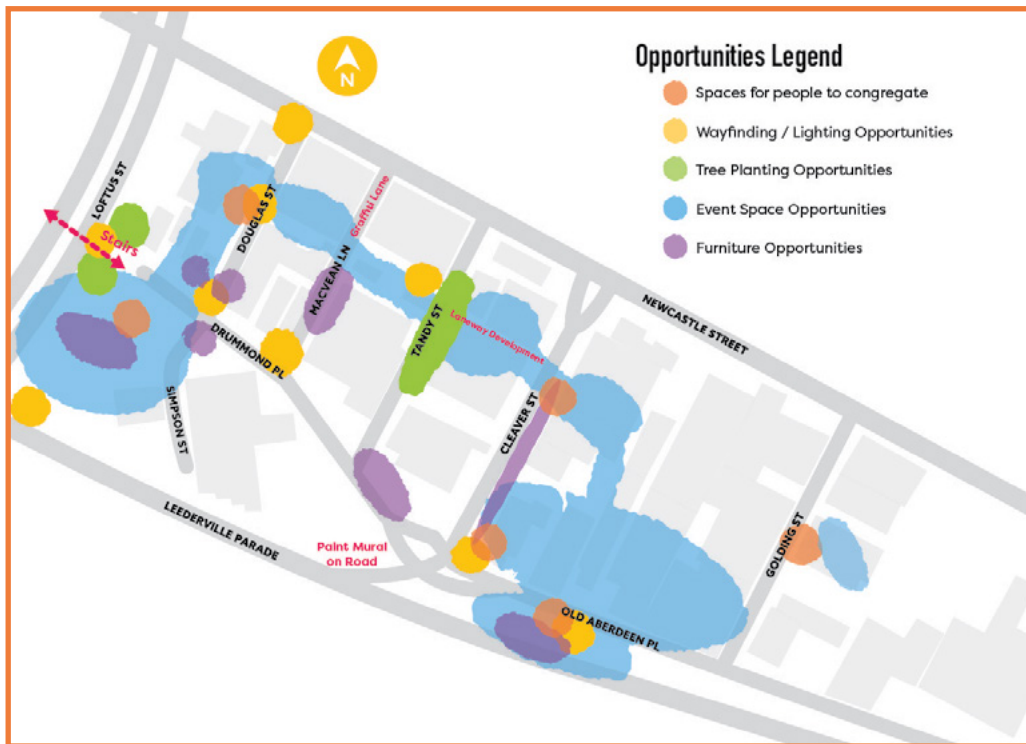 N
Opportunities Legend
Spaces for people to congregate
Wayfinding / Lighting Opportunities
Tree Planting Opportunities
Event Space Opportunities
Furniture Opportunities
LOFTUS ST
Stairs
DOUGLAS ST
Graffiti Lane
MACVEAN LN
DRUMMOND PL
SIMPSON ST
TANDY ST
Laneway Development
NEWCASTLE STREET
CLEAVER ST
GOLDING ST
LEEDERVILLE PARADE
Paint Mural
on Road
OLD ABERDEEN PL